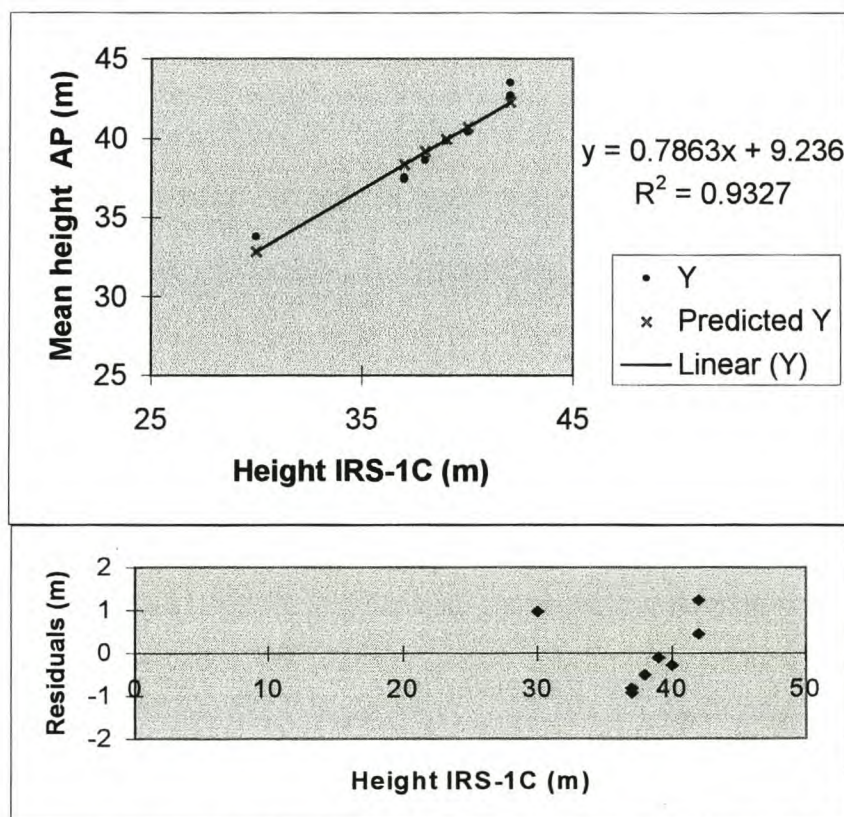 Mean height AP (m)
45
40
35
30
25
25 35 45
Height IRS-1C (m)
y = 0.7863x + 9.236
R² = 0.9327
Y
Predicted Y
Linear (Y)
Residuals (m)
2
1
0
-1
-2
0 10 20 30 40 50
Height IRS-1C (m)